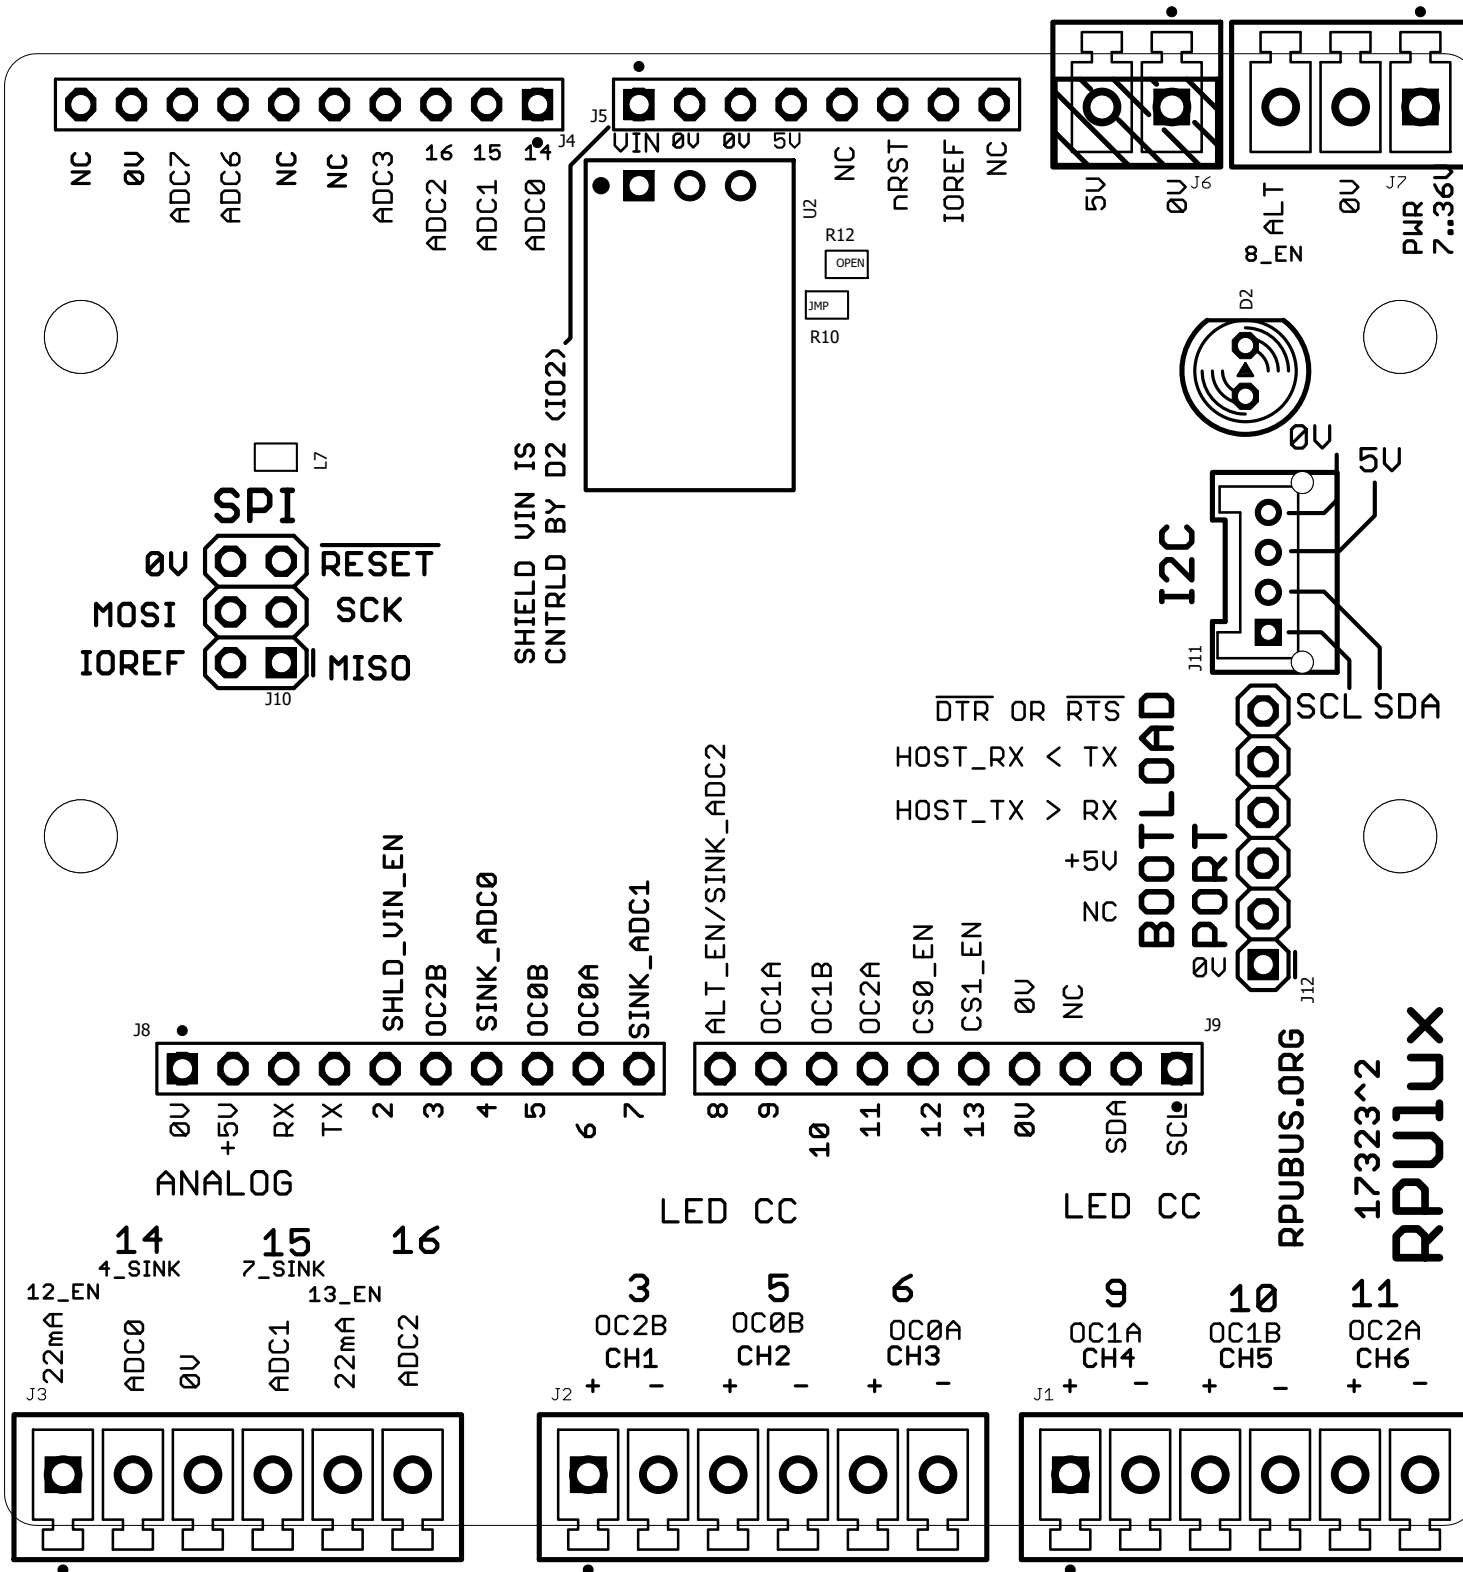 J5
J4
VIN 0V 0V 5V NC nRST IOREF NC
NC 0V ADC7 ADC6 NC NC ADC3 ADC2 ADC1 ADC0
16 15 14
5V 0V J6
ALT 0V J7 PWR 7..36V
8_EN
U2
R12
OPEN
JMP
R10
D2
SHIELD VIN IS
CNTRLD BY D2 (IO2)
L7
SPI
0V RESET
MOSI SCK
IOREF MISO
J10
0V
5V
I2C
J11
SCL SDA
DTR OR RTS
HOST_RX < TX
HOST_TX > RX
+5V
NC
0V
BOOTLOAD
PORT
J12
SHLD_VIN_EN
OC2B
SINK_ADC0
OC0B
OC0A
SINK_ADC1
ALT_EN/SINK_ADC2
OC1A
OC1B
OC2A
CS0_EN
CS1_EN
0V
NC
J8
J9
0V +5V RX TX 2 3 4 5 6 7
8 9 10 11 12 13 0V SDA SCL
RPUBUS.ORG
17323^2
RPUlux
ANALOG
LED CC
LED CC
14 15 16
4_SINK 7_SINK
12_EN 13_EN
22mA ADC0 0V ADC1 22mA ADC2
J3
3 5 6
OC2B OC0B OC0A
CH1 CH2 CH3
J2 + - + - + -
9 10 11
OC1A OC1B OC2A
CH4 CH5 CH6
J1 + - + - + -